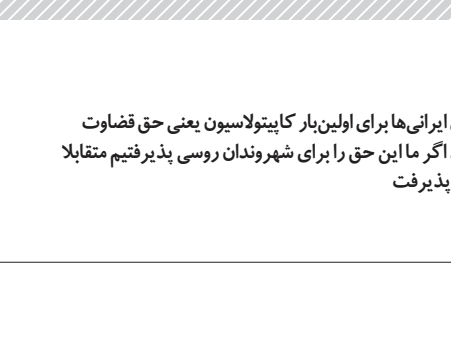 ایرانی‌ها برای اولین‌بار کاپیتولاسیون یعنی حق قضاوت
اگر ما این حق را برای شهروندان روسی پذیرفتیم متقابلا
پذیرفت